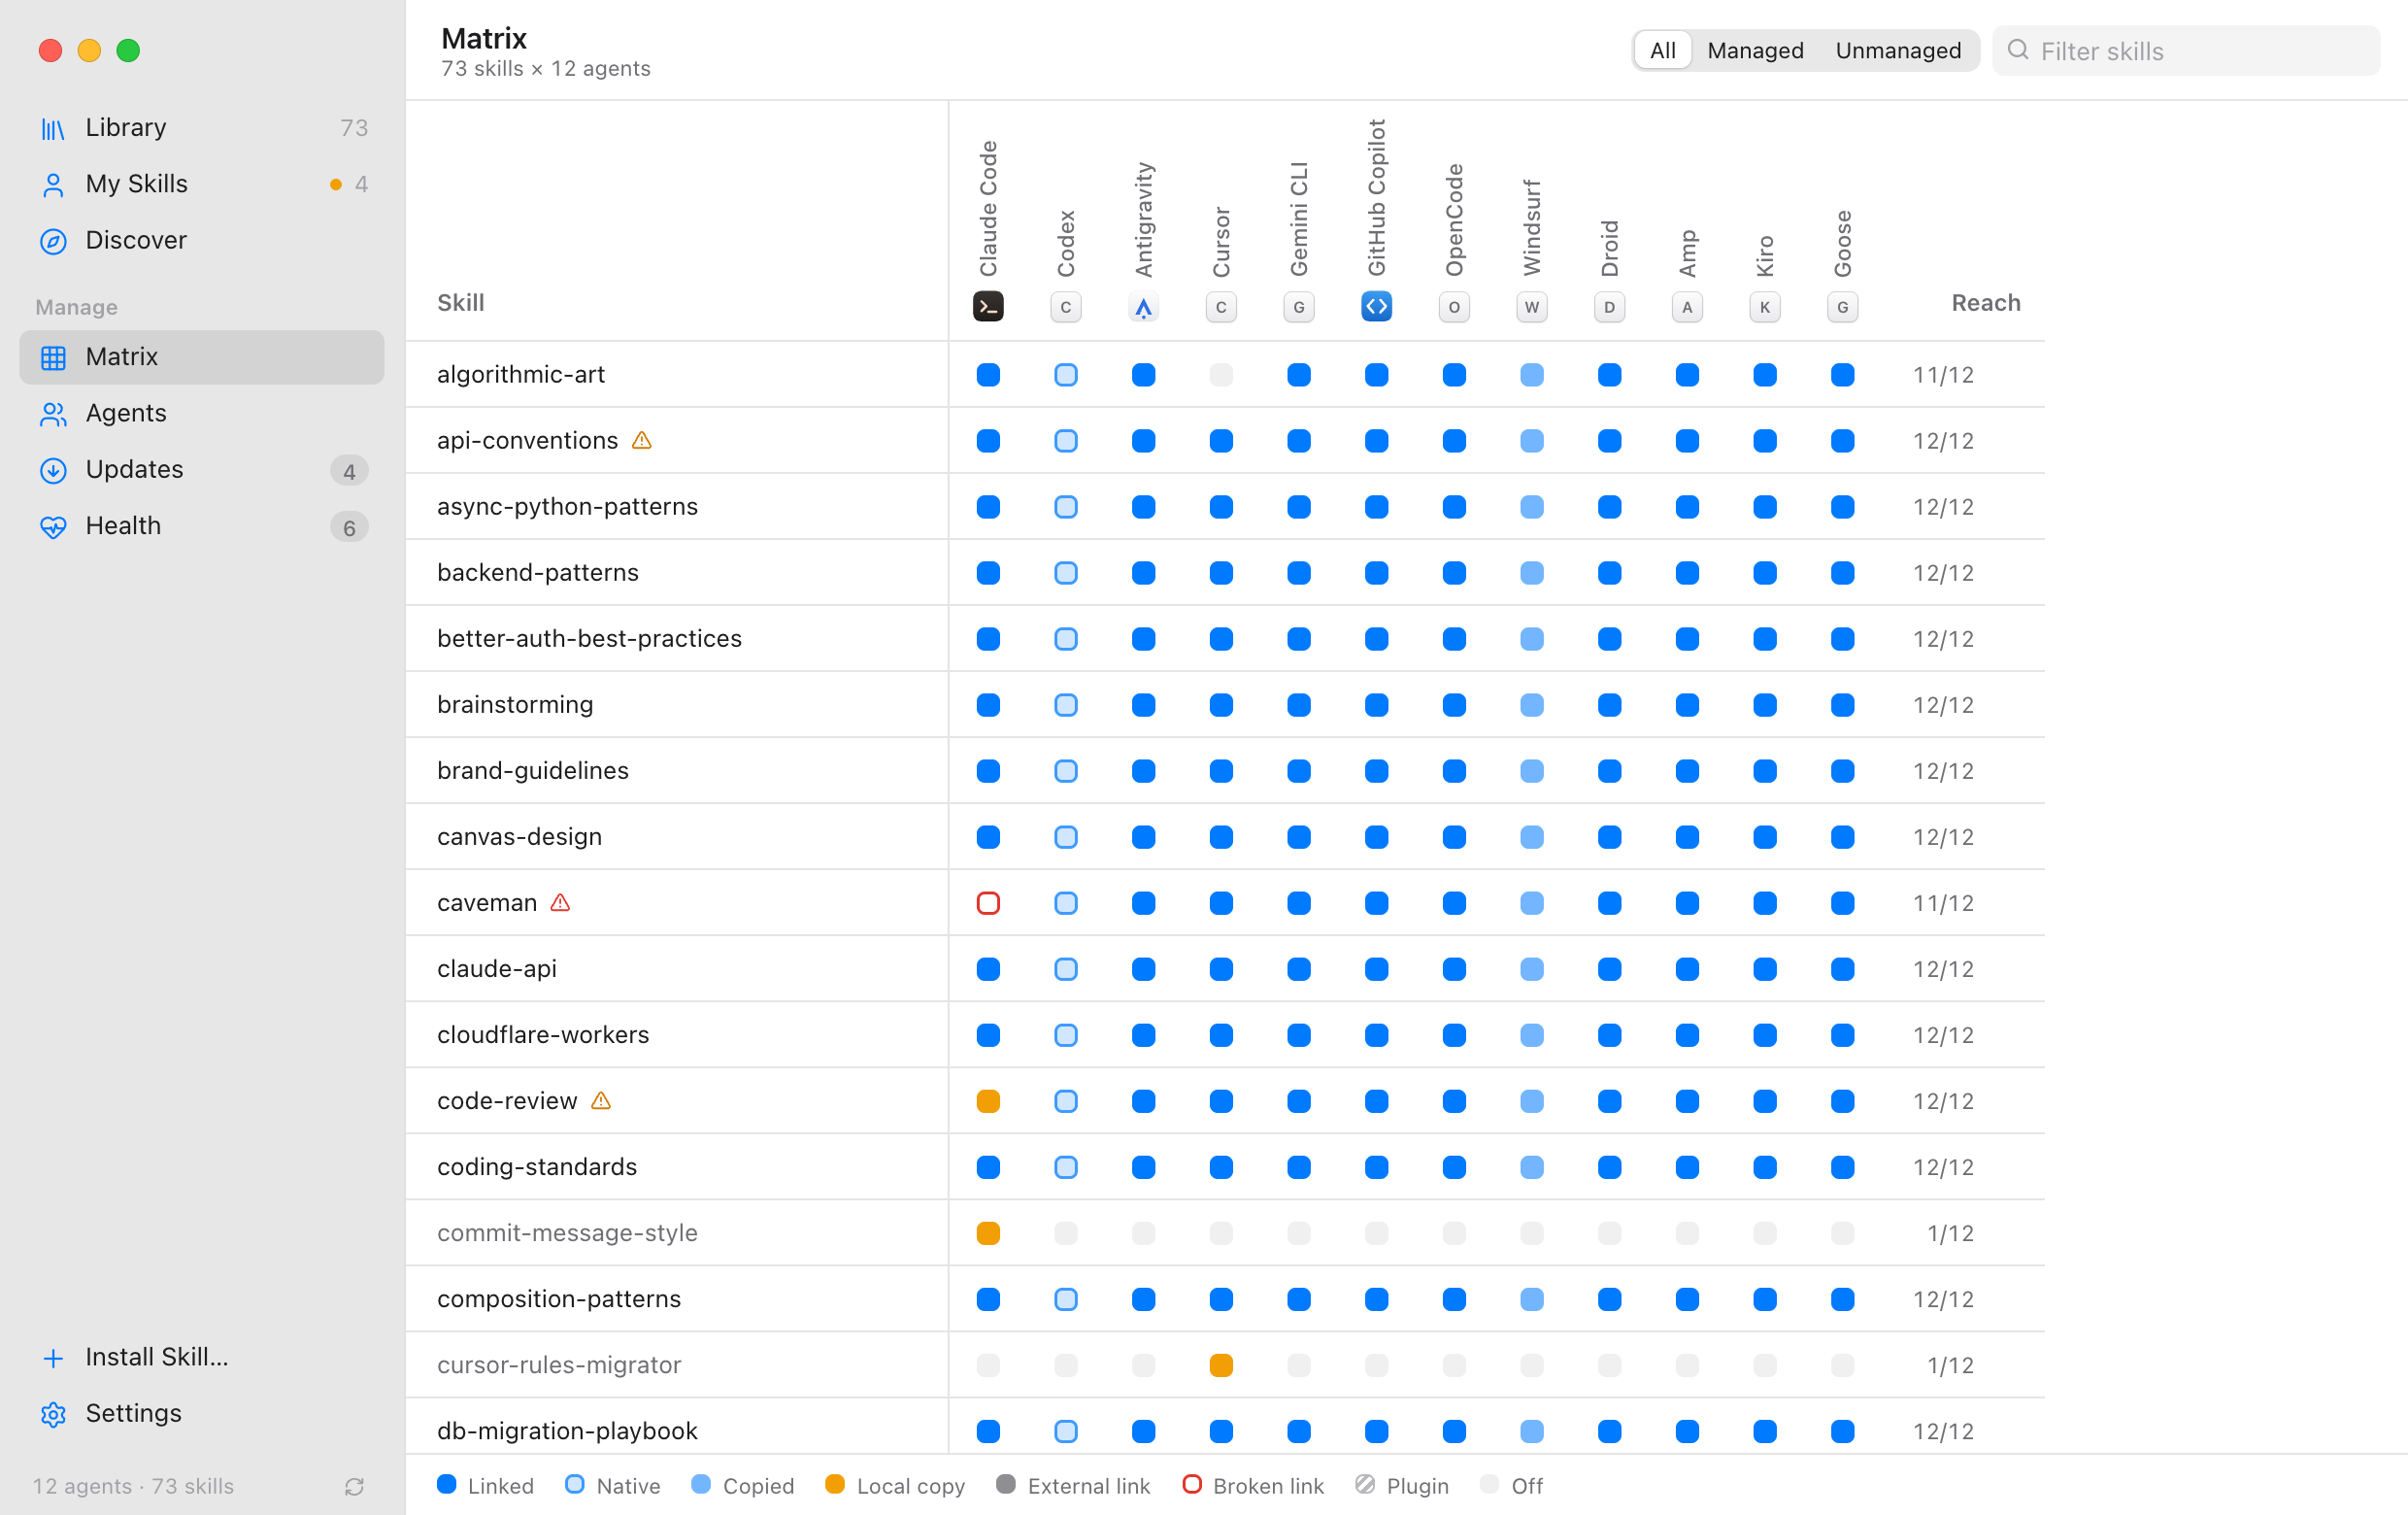 Library 73
My Skills 4
Discover
Manage
Matrix
Agents
Updates 4
Health 6
Install Skill...
Settings
12 agents · 73 skills
Matrix
73 skills × 12 agents
All Managed Unmanaged
Filter skills
Skill
Claude Code
Codex
Antigravity
Cursor
Gemini CLI
GitHub Copilot
OpenCode
Windsurf
Droid
Amp
Kiro
Goose
C C G O W D A K G
Reach
algorithmic-art 11/12
api-conventions 12/12
async-python-patterns 12/12
backend-patterns 12/12
better-auth-best-practices 12/12
brainstorming 12/12
brand-guidelines 12/12
canvas-design 12/12
caveman 11/12
claude-api 12/12
cloudflare-workers 12/12
code-review 12/12
coding-standards 12/12
commit-message-style 1/12
composition-patterns 12/12
cursor-rules-migrator 1/12
db-migration-playbook 12/12
Linked Native Copied Local copy External link Broken link Plugin Off